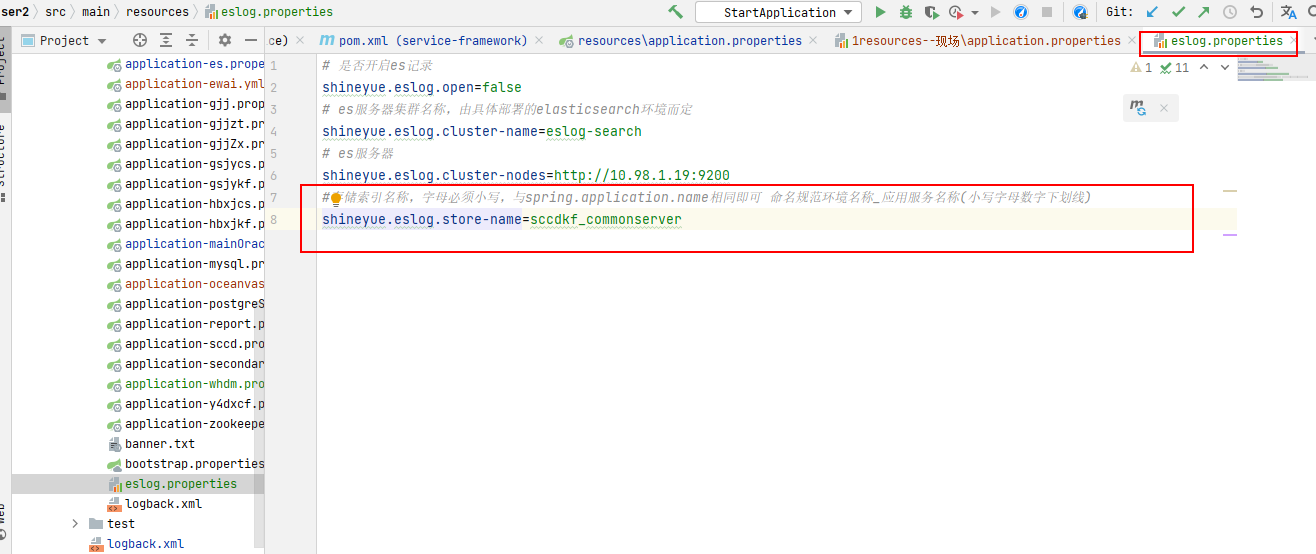 ser2 〉 src 〉 main 〉 resources 〉 eslog.properties
StartApplication
Git:
Project
ce)
pom.xml (service-framework)
resources\application.properties
1resources--现场\application.properties
eslog.properties
Project
Structure
Web
application-es.prope
application-ewai.yml
application-gjj.prop
application-gjjzt.pr
application-gjjZx.pr
application-gsjycs.p
application-gsjykf.p
application-hbxjcs.p
application-hbxjkf.p
application-mainOrac
application-mysql.pr
application-oceanvas
application-postgreS
application-report.p
application-sccd.pro
application-secondar
application-whdm.pro
application-y4dxcf.p
application-zookeepe
banner.txt
bootstrap.properties
eslog.properties
logback.xml
test
logback.xml
1 # 是否开启es记录
2 shineyue.eslog.open=false
3 # es服务器集群名称，由具体部署的elasticsearch环境而定
4 shineyue.eslog.cluster-name=eslog-search
5 # es服务器
6 shineyue.eslog.cluster-nodes=http://10.98.1.19:9200
7 #储索引名称，字母必须小写，与spring.application.name相同即可 命名规范环境名称_应用服务名称(小写字母数字下划线)
8 shineyue.eslog.store-name=sccdkf_commonserver
1 11